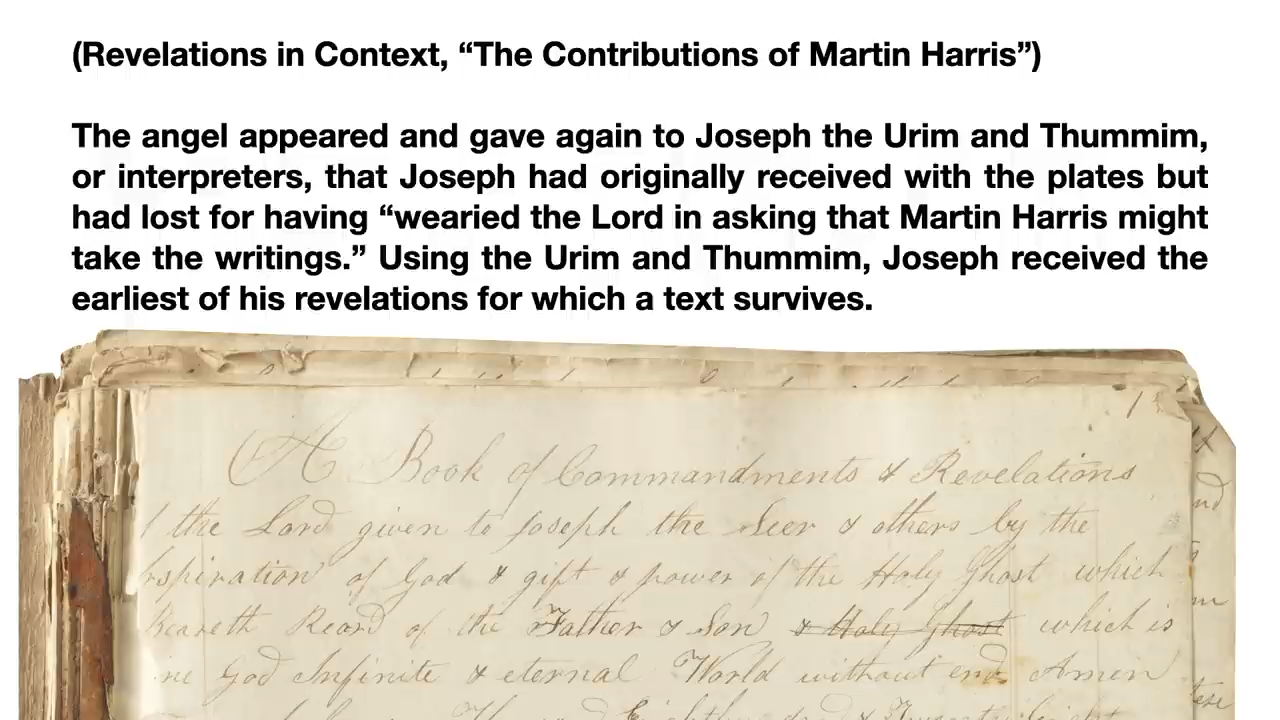 (Revelations in Context, “The Contributions of Martin Harris”)
The angel appeared and gave again to Joseph the Urim and Thummim,
or interpreters, that Joseph had originally received with the plates but
had lost for having “wearied the Lord in asking that Martin Harris might
take the writings.” Using the Urim and Thummim, Joseph received the
earliest of his revelations for which a text survives.
A Book of Commandments & Revelations
the Lord given to Joseph the Seer & others by the
of God & gift & power of the Holy Ghost which
beareth Reard of the Father & Son & Holy Ghost which is
God Infinite & eternal World without end Amen